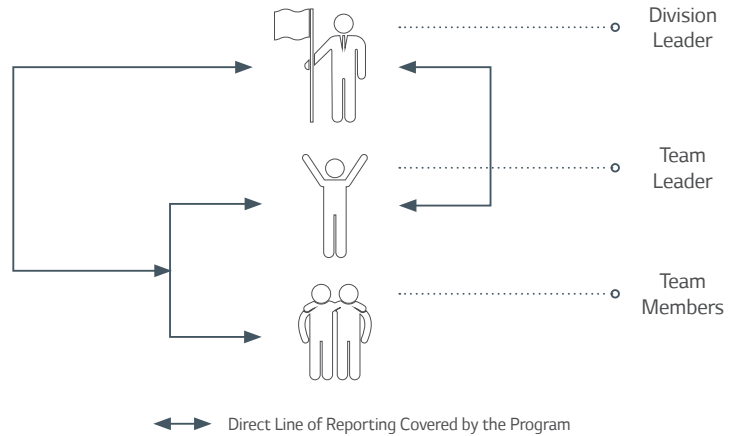 Division
Leader
Team
Leader
Team
Members
Direct Line of Reporting Covered by the Program